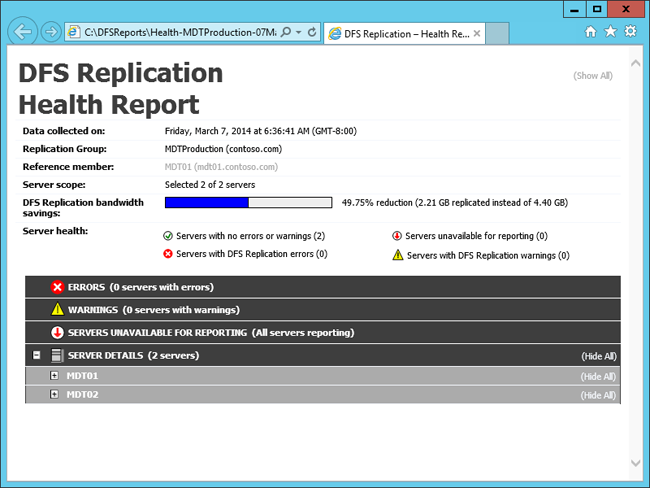 C:\DFSReports\Health-MDTProduction-07Ma
DFS Replication – Health Re...
DFS Replication
Health Report
(Show All)
Data collected on: Friday, March 7, 2014 at 6:36:41 AM (GMT-8:00)
Replication Group: MDTProduction (contoso.com)
Reference member: MDT01 (mdt01.contoso.com)
Server scope: Selected 2 of 2 servers
DFS Replication bandwidth savings: 49.75% reduction (2.21 GB replicated instead of 4.40 GB)
Server health: Servers with no errors or warnings (2) Servers unavailable for reporting (0)
Servers with DFS Replication errors (0) Servers with DFS Replication warnings (0)
ERRORS (0 servers with errors)
WARNINGS (0 servers with warnings)
SERVERS UNAVAILABLE FOR REPORTING (All servers reporting)
SERVER DETAILS (2 servers) (Hide All)
MDT01 (Hide All)
MDT02 (Hide All)